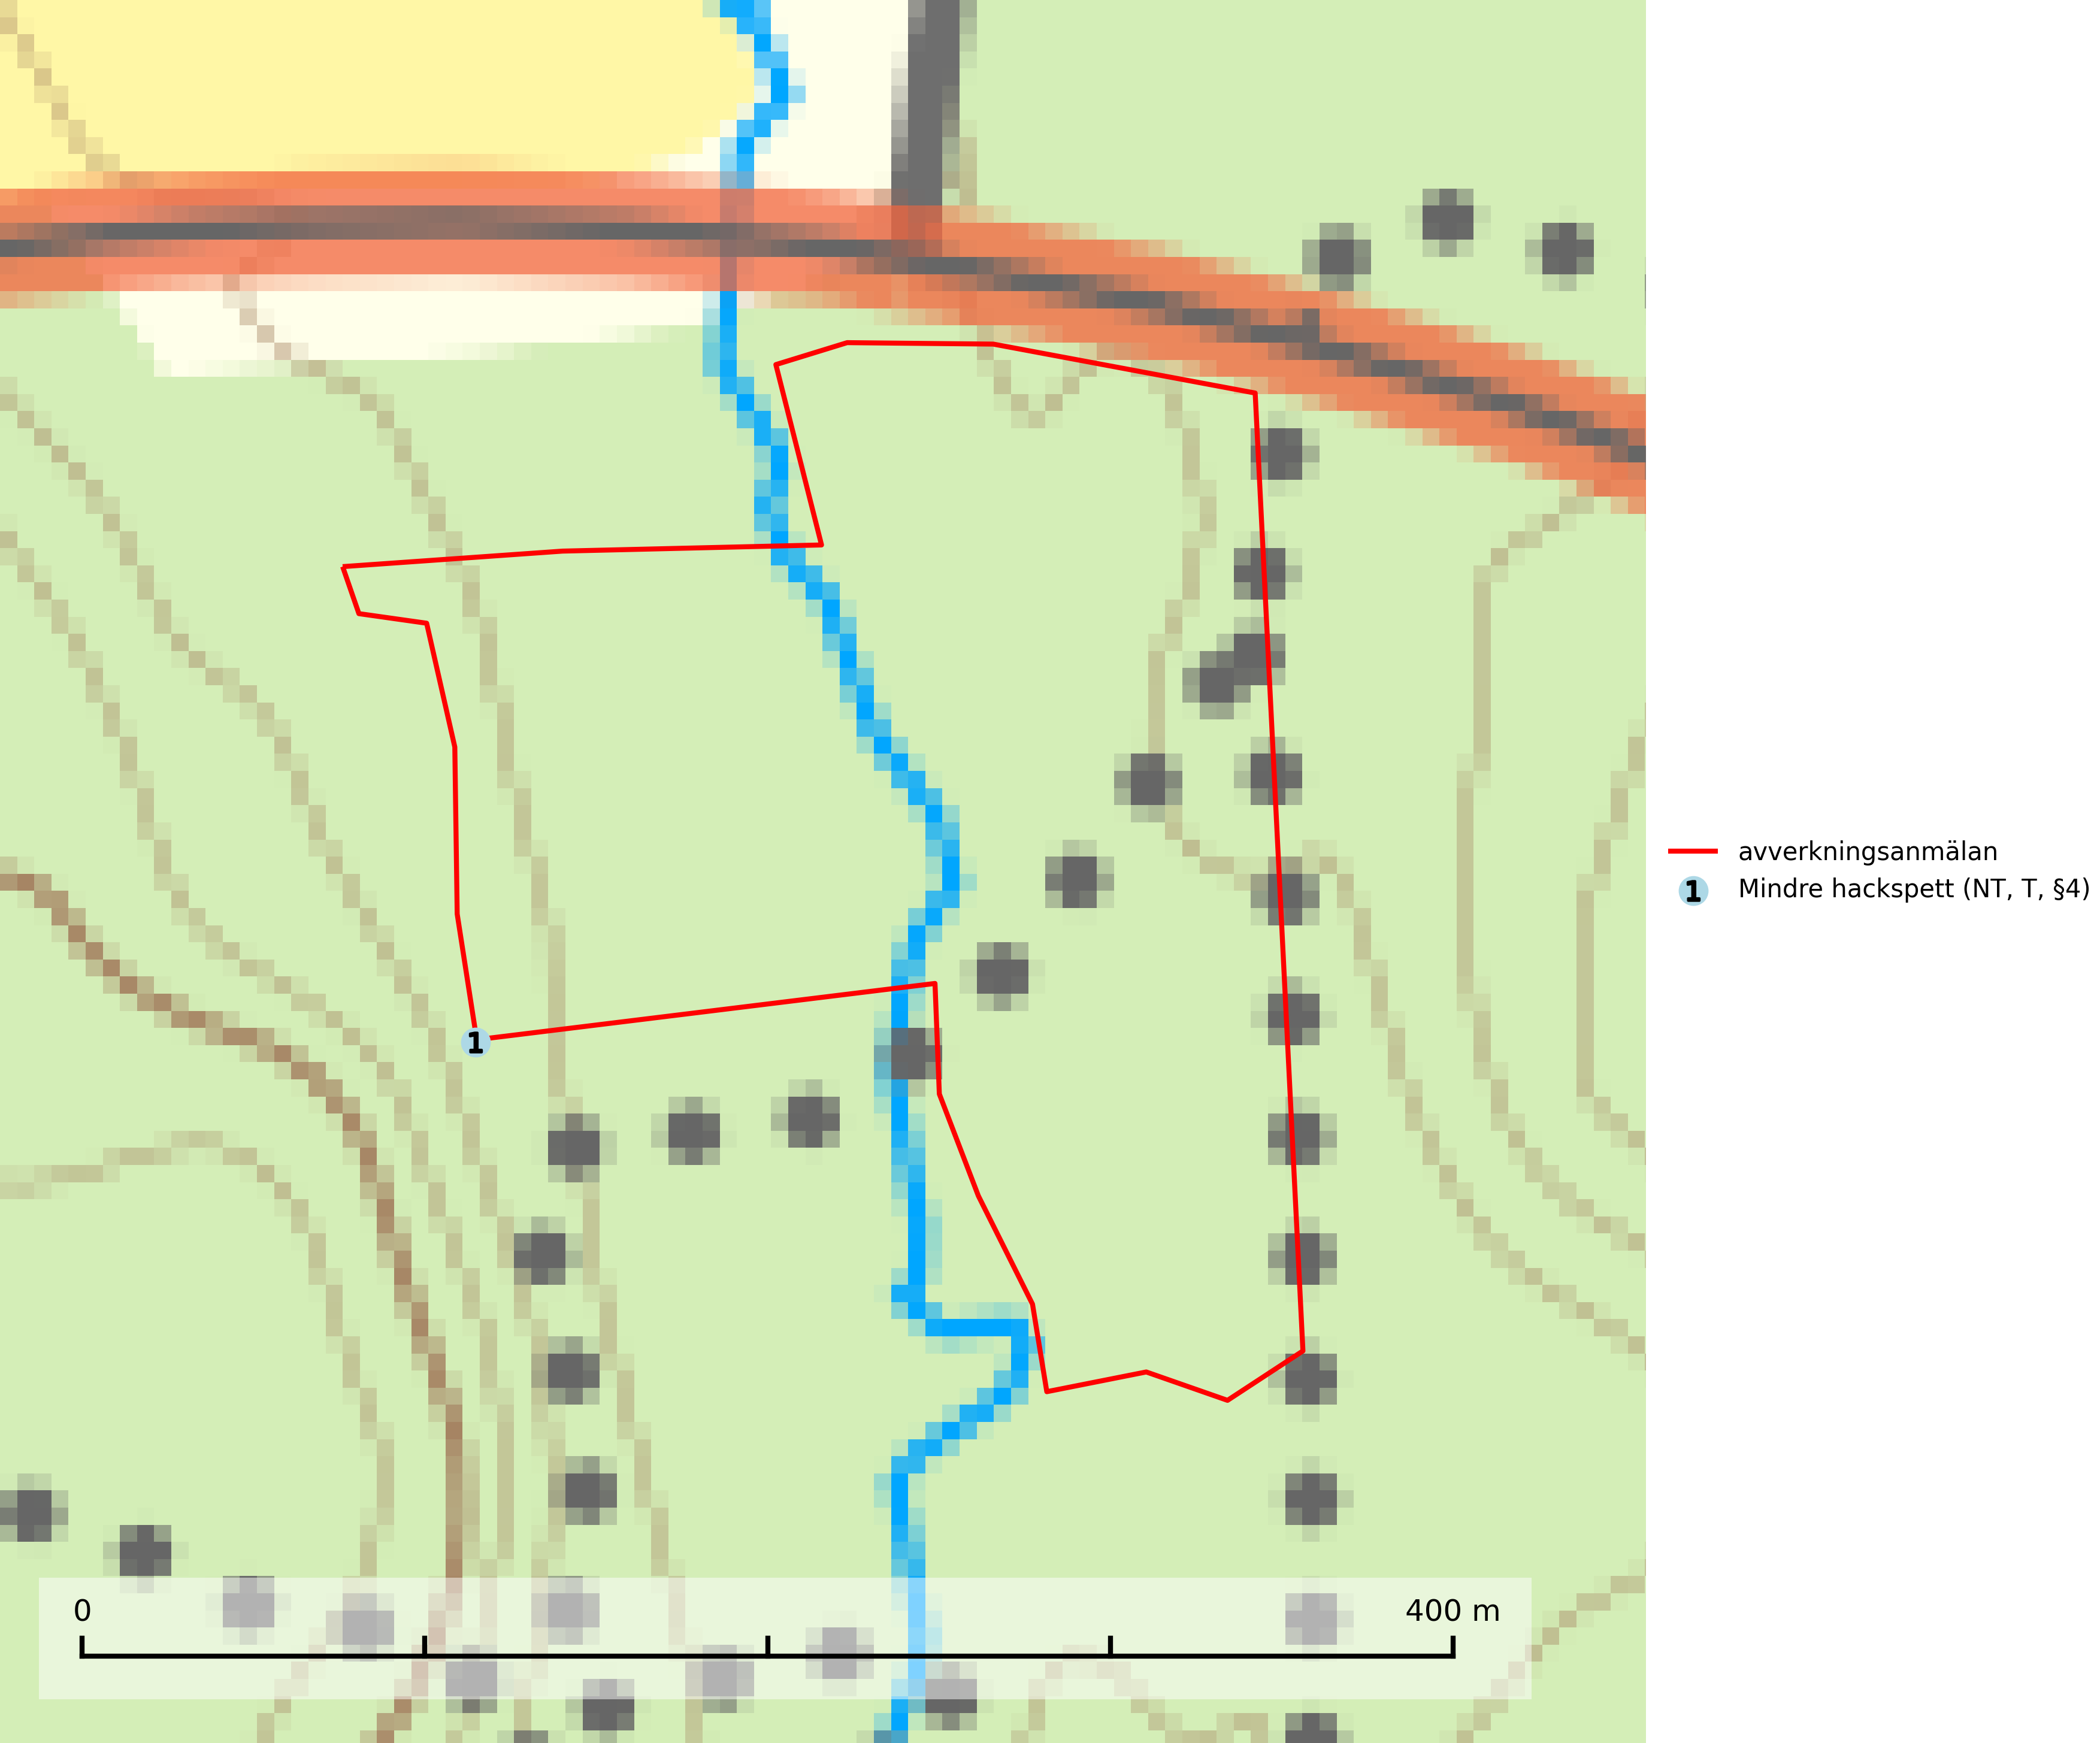 avverkningsanmälan
1 Mindre hackspett (NT, T, §4)
1
0 400 m